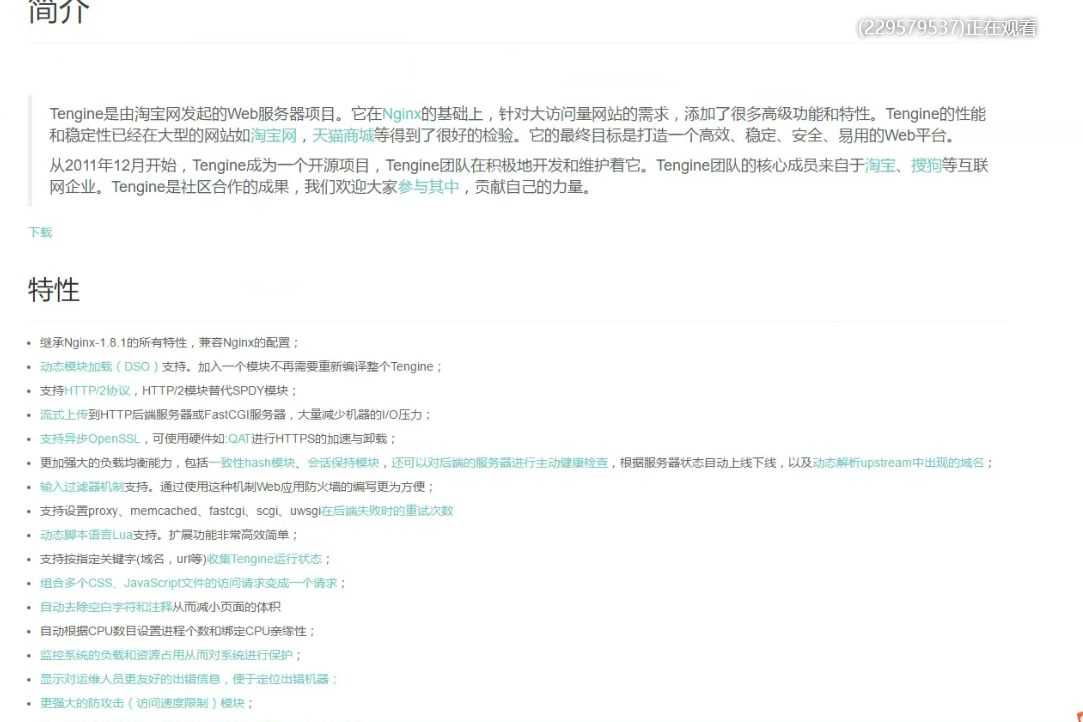 简介
(229579537)正在观看
Tengine是由淘宝网发起的Web服务器项目。它在Nginx的基础上，针对大访问量网站的需求，添加了很多高级功能和特性。Tengine的性能
和稳定性已经在大型的网站如淘宝网，天猫商城等得到了很好的检验。它的最终目标是打造一个高效、稳定、安全、易用的Web平台。
从2011年12月开始，Tengine成为一个开源项目，Tengine团队在积极地开发和维护着它。Tengine团队的核心成员来自于淘宝、搜狗等互联
网企业。Tengine是社区合作的成果，我们欢迎大家参与其中，贡献自己的力量。
下载
特性
• 继承Nginx-1.8.1的所有特性，兼容Nginx的配置；
• 动态模块加载（DSO）支持。加入一个模块不再需要重新编译整个Tengine；
• 支持HTTP/2协议，HTTP/2模块替代SPDY模块；
• 流式上传到HTTP后端服务器或FastCGI服务器，大量减少机器的I/O压力；
• 支持异步OpenSSL，可使用硬件如:QAT进行HTTPS的加速与卸载；
• 更加强大的负载均衡能力，包括一致性hash模块、会话保持模块，还可以对后端的服务器进行主动健康检查，根据服务器状态自动上线下线，以及动态解析upstream中出现的域名；
• 输入过滤器机制支持。通过使用这种机制Web应用防火墙的编写更为方便；
• 支持设置proxy、memcached、fastcgi、scgi、uwsgi在后端失败时的重试次数
• 动态脚本语言Lua支持。扩展功能非常高效简单；
• 支持按指定关键字(域名，url等)收集Tengine运行状态；
• 组合多个CSS、JavaScript文件的访问请求变成一个请求；
• 自动去除空白字符和注释从而减小页面的体积
• 自动根据CPU数目设置进程个数和绑定CPU亲缘性；
• 监控系统的负载和资源占用从而对系统进行保护；
• 显示对运维人员更友好的出错信息，便于定位出错机器；
• 更强大的防攻击（访问速度限制）模块；